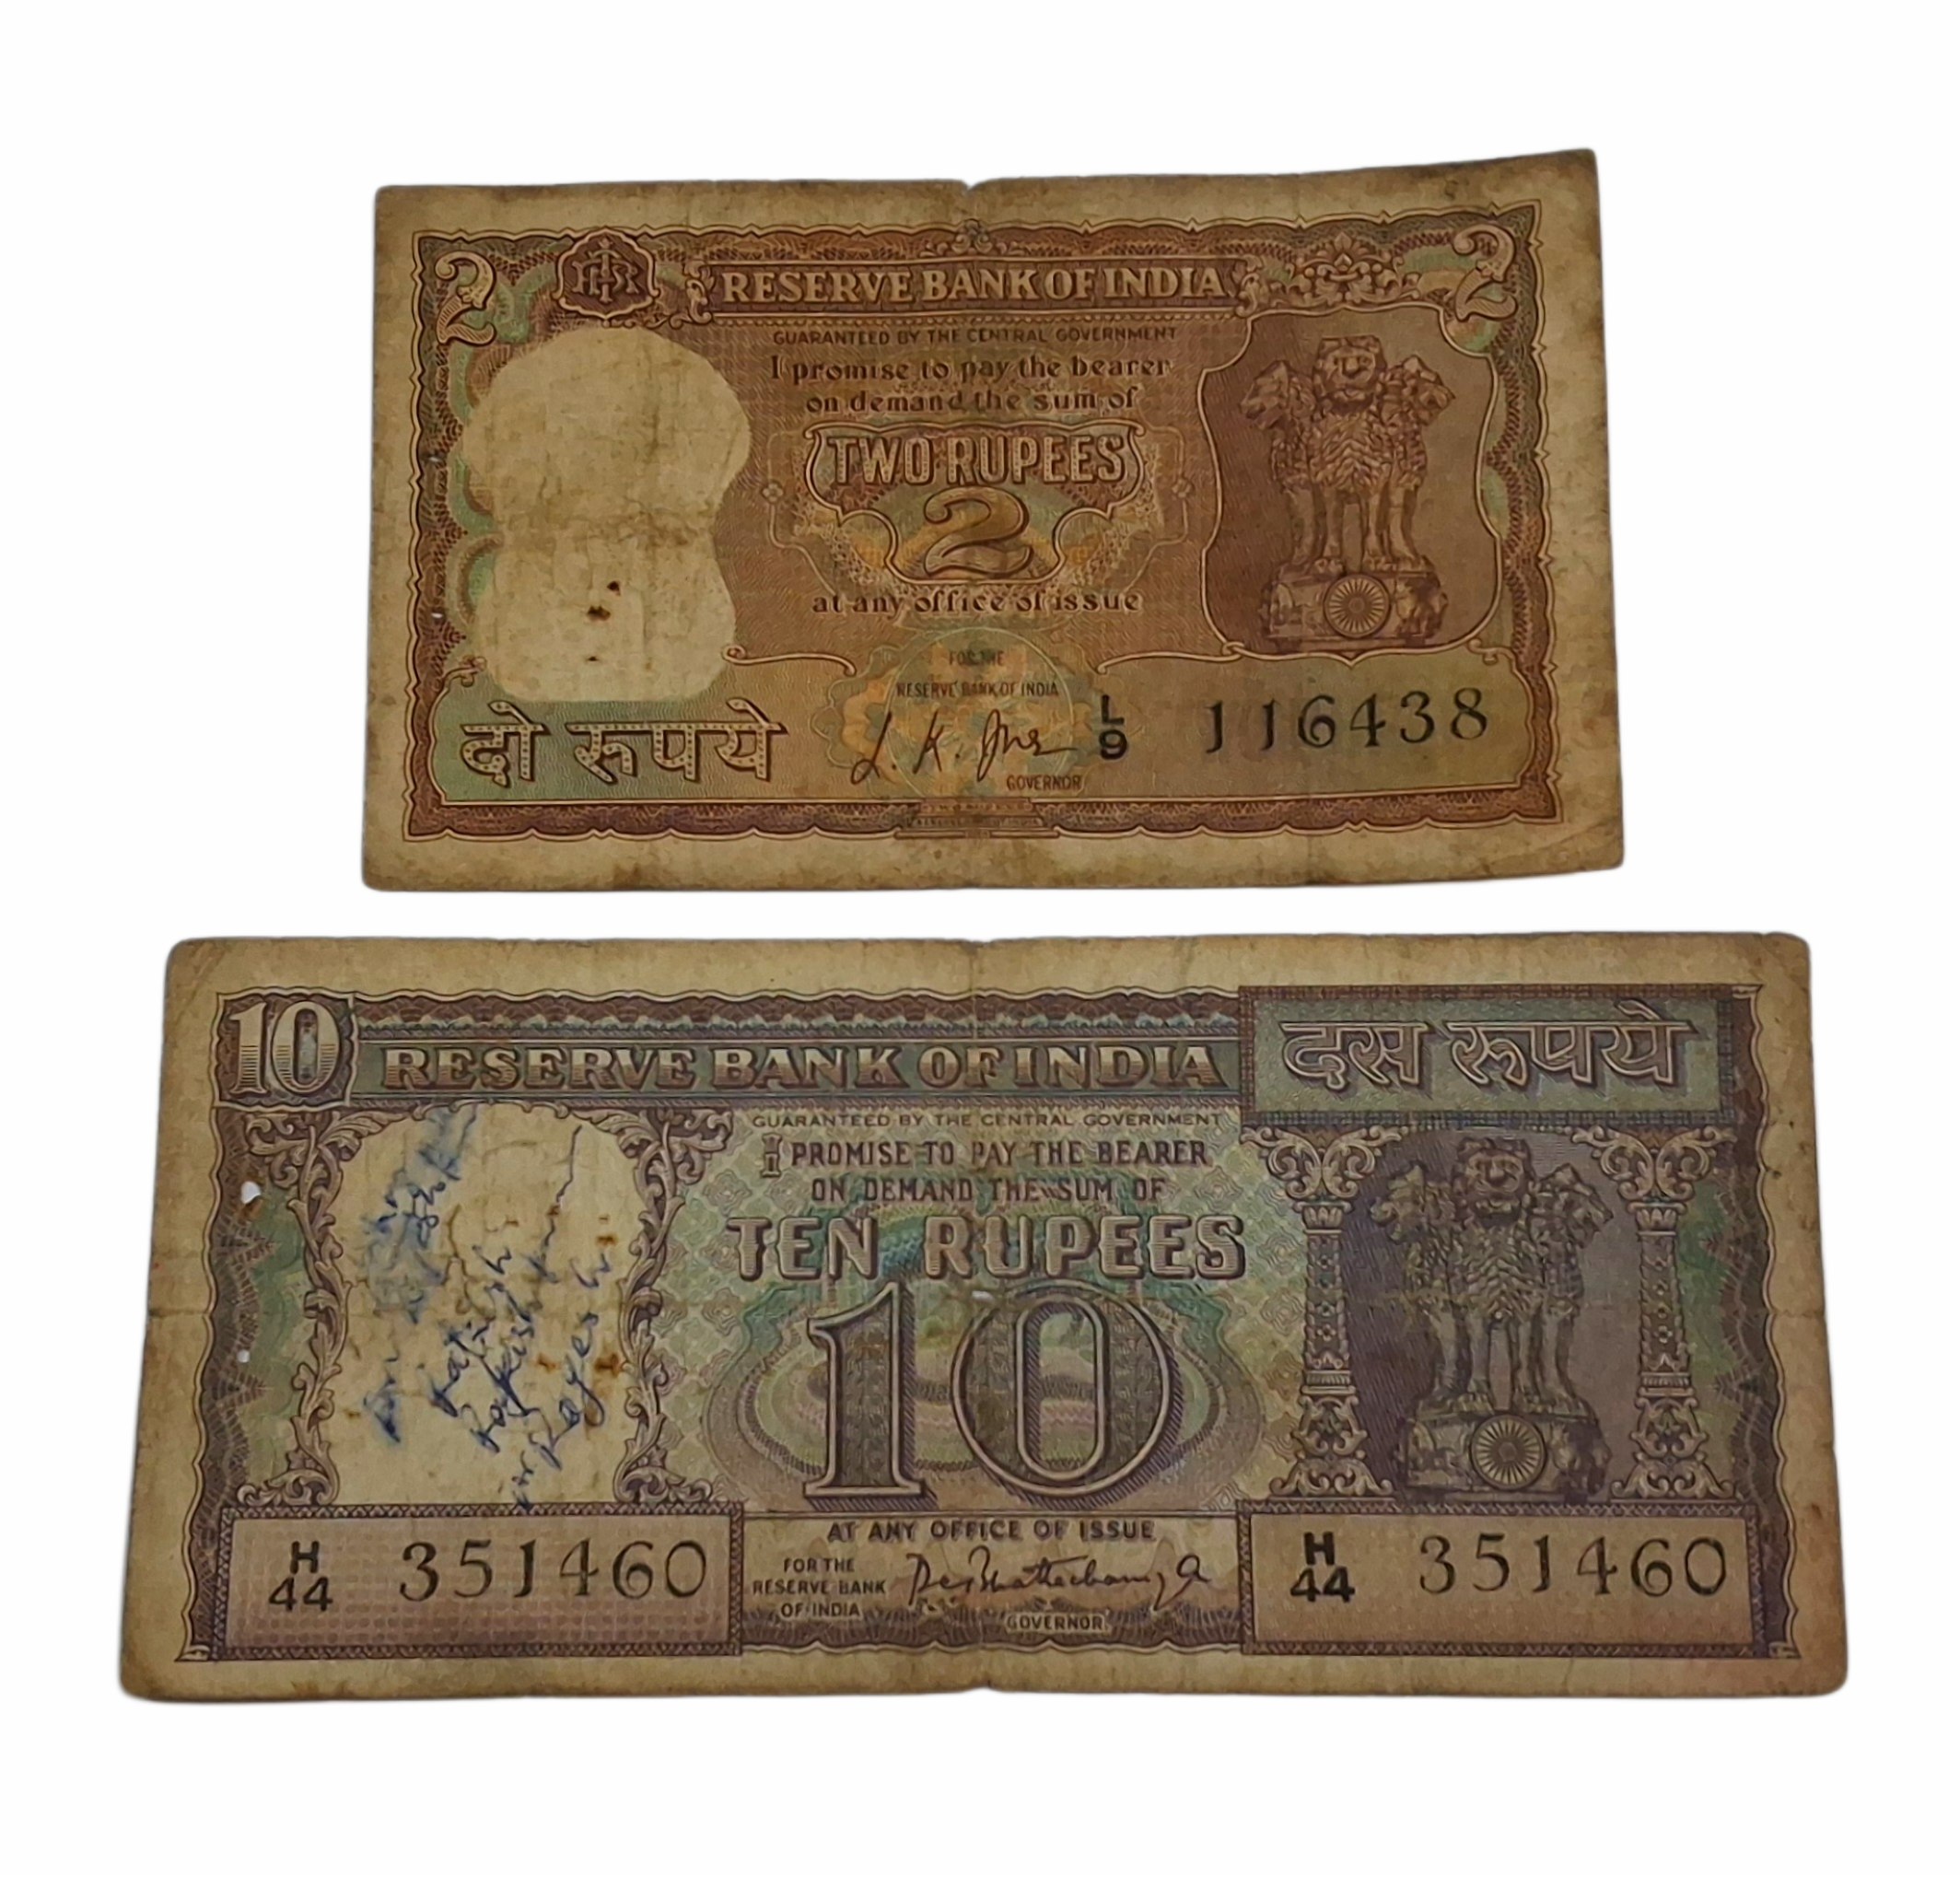 2 RESERVE BANK OF INDIA 2
GUARANTEED BY THE CENTRAL GOVERNMENT
I promise to pay the bearer
on demand the sum of
TWO RUPEES
2
at any office of issue
FOR THE
RESERVE BANK OF INDIA
दो रुपये L. K. Jha L/9 116438
GOVERNOR
10 RESERVE BANK OF INDIA दस रुपये
GUARANTEED BY THE CENTRAL GOVERNMENT
I PROMISE TO PAY THE BEARER
ON DEMAND THE SUM OF
TEN RUPEES
10
Rajesh
AT ANY OFFICE OF ISSUE
H/44 351460 FOR THE H/44 351460
RESERVE BANK
OF INDIA
GOVERNOR